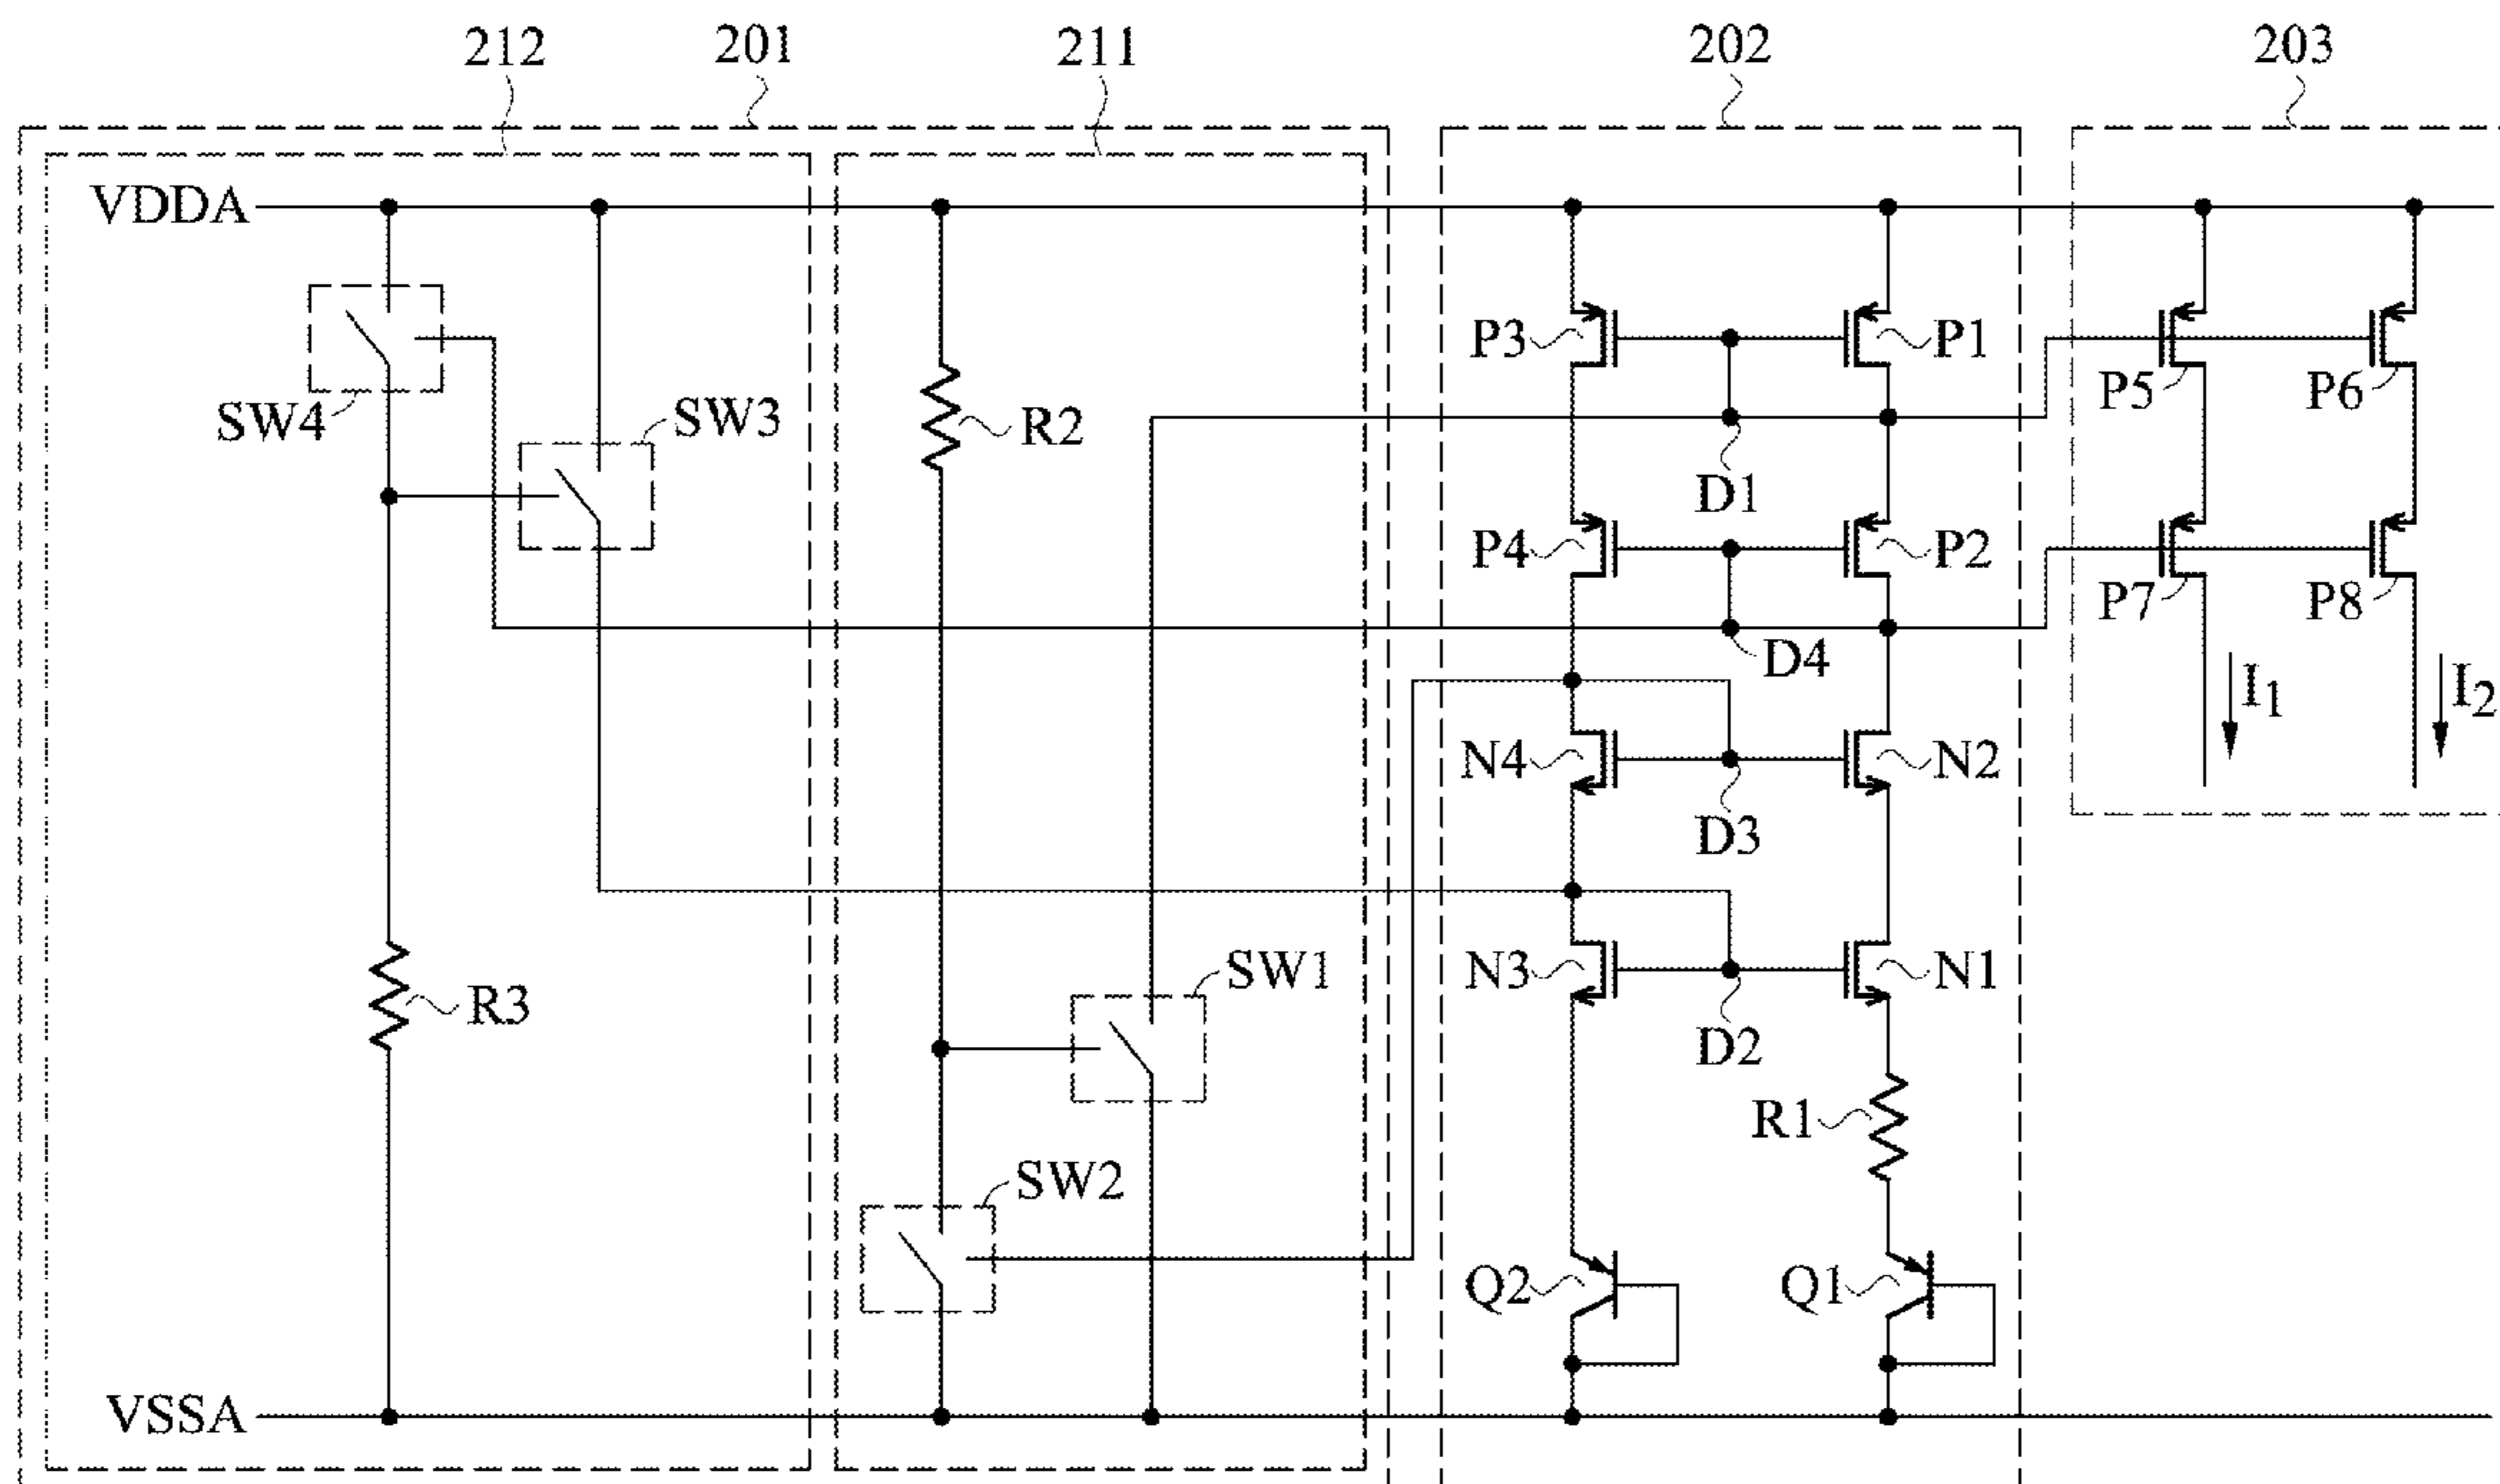 212
201
211
202
203
VDDA
P3
P1
P5
P6
SW4
SW3
R2
D1
P4
P2
P7
P8
D4
I1
I2
N4
N2
D3
N3
N1
SW1
R3
D2
R1
SW2
Q2
Q1
VSSA